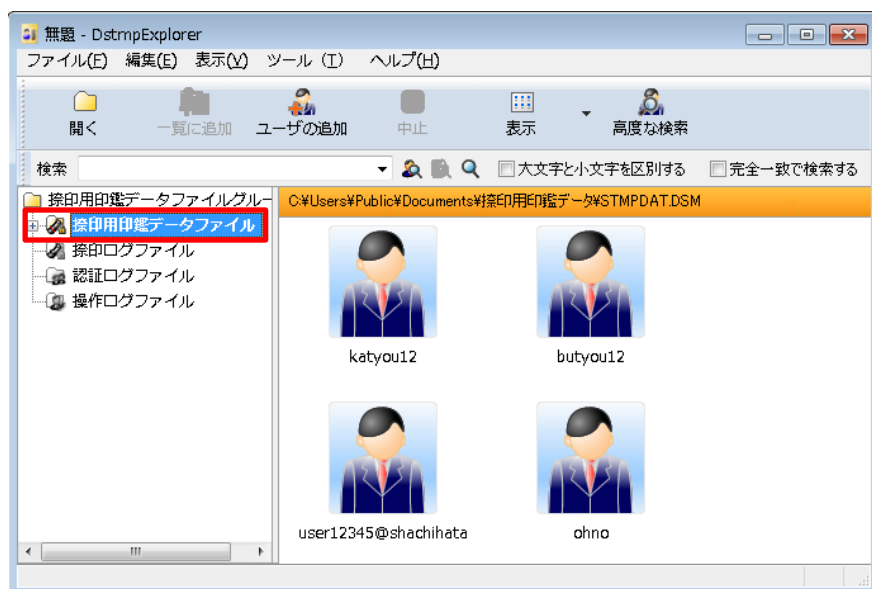 無題 - DstmpExplorer
ファイル(F) 編集(E) 表示(V) ツール (T) ヘルプ(H)
開く 一覧に追加 ユーザの追加 中止 表示 高度な検索
検索 大文字と小文字を区別する 完全一致で検索する
捺印用印鑑データファイルグルー
C:¥Users¥Public¥Documents¥捺印用印鑑データ¥STMPDAT.DSM
捺印用印鑑データファイル
捺印ログファイル
認証ログファイル
操作ログファイル
katyou12 butyou12
user12345@shachihata ohno